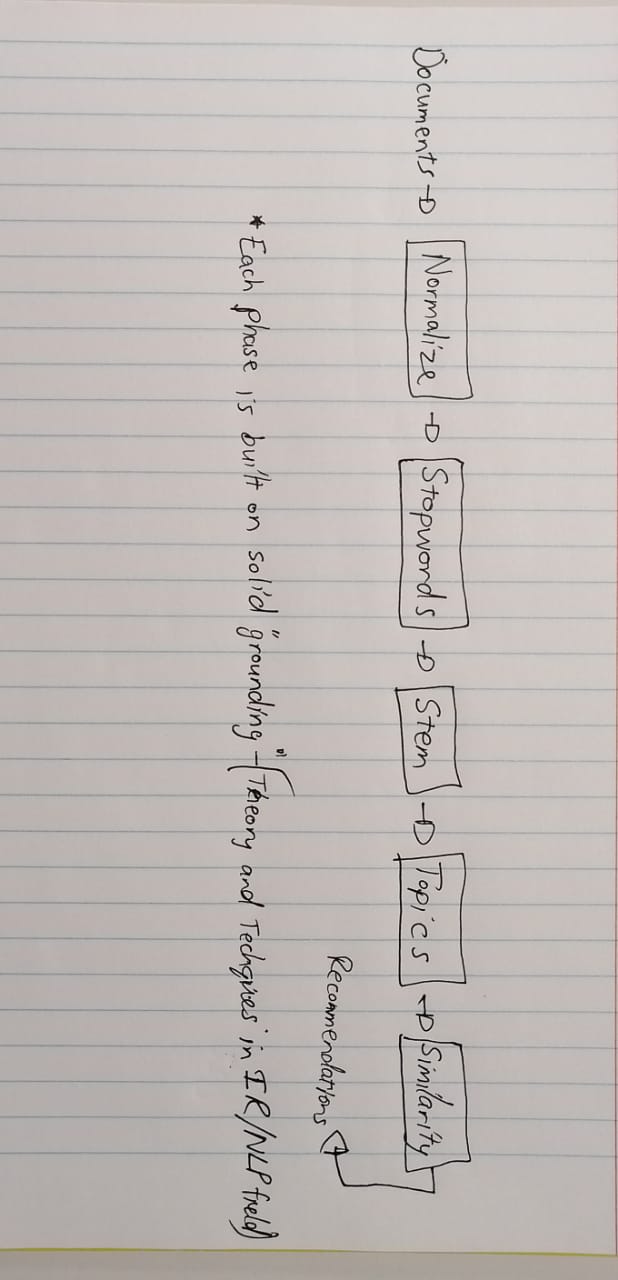 Documents → Normalize → Stopwords → Stem → Topics → Similarity
Recommendations
* Each phase is built on solid "grounding" - (Theory and Techqiues in IR/NLP field)